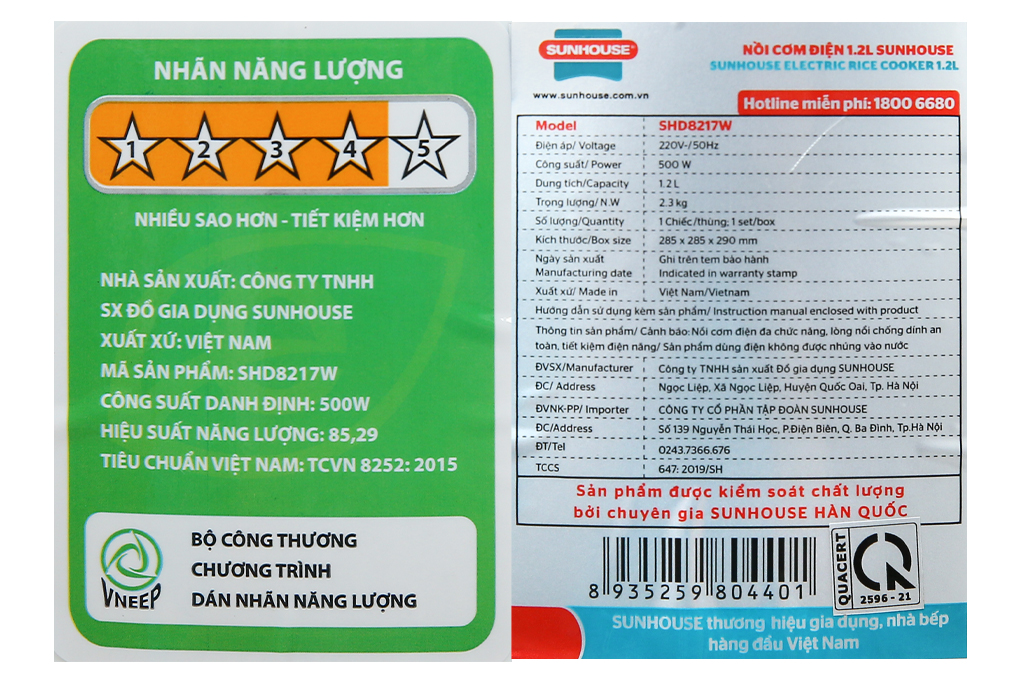 NHÃN NĂNG LƯỢNG
1 2 3 4 5
NHIỀU SAO HƠN - TIẾT KIỆM HƠN
NHÀ SẢN XUẤT: CÔNG TY TNHH
SX ĐỒ GIA DỤNG SUNHOUSE
XUẤT XỨ: VIỆT NAM
MÃ SẢN PHẨM: SHD8217W
CÔNG SUẤT DANH ĐỊNH: 500W
HIỆU SUẤT NĂNG LƯỢNG: 85,29
TIÊU CHUẨN VIỆT NAM: TCVN 8252: 2015
VNEEP
BỘ CÔNG THƯƠNG
CHƯƠNG TRÌNH
DÁN NHÃN NĂNG LƯỢNG
SUNHOUSE
www.sunhouse.com.vn
NỒI CƠM ĐIỆN 1.2L SUNHOUSE
SUNHOUSE ELECTRIC RICE COOKER 1.2L
Hotline miễn phí: 1800 6680
Model SHD8217W
Điện áp/ Voltage 220V~/50Hz
Công suất/ Power 500 W
Dung tích/Capacity 1.2 L
Trọng lượng/ N.W 2.3 kg
Số lượng/Quantity 1 Chiếc/thùng; 1 set/box
Kích thước/Box size 285 x 285 x 290 mm
Ngày sản xuất Ghi trên tem bảo hành
Manufacturing date Indicated in warranty stamp
Xuất xứ/ Made in Việt Nam/Vietnam
Hướng dẫn sử dụng kèm sản phẩm/ Instruction manual enclosed with product
Thông tin sản phẩm/ Cảnh báo: Nồi cơm điện đa chức năng, lòng nồi chống dính an
toàn, tiết kiệm điện năng/ Sản phẩm dùng điện không được nhúng vào nước
ĐVSX/Manufacturer Công ty TNHH sản xuất Đồ gia dụng SUNHOUSE
ĐC/ Address Ngọc Liệp, Xã Ngọc Liệp, Huyện Quốc Oai, Tp. Hà Nội
ĐVNK-PP/ Importer CÔNG TY CỔ PHẦN TẬP ĐOÀN SUNHOUSE
ĐC/Address Số 139 Nguyễn Thái Học, P.Điện Biên, Q. Ba Đình, Tp.Hà Nội
ĐT/Tel 0243.7366.676
TCCS 647: 2019/SH
Sản phẩm được kiểm soát chất lượng
bởi chuyên gia SUNHOUSE HÀN QUỐC
8 935259 804401
QUACERT
2596 - 21
SUNHOUSE thương hiệu gia dụng, nhà bếp
hàng đầu Việt Nam